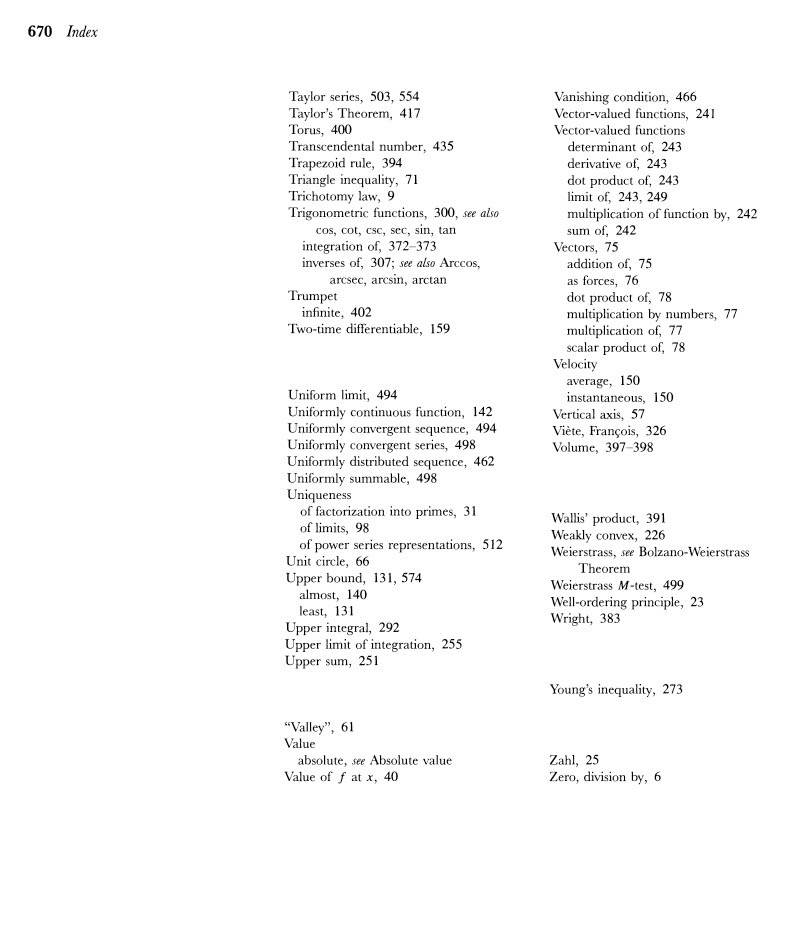 670 Index
Taylor series, 503, 554
Taylor's Theorem, 417
Torus, 400
Transcendental number, 435
Trapezoid rule, 394
Triangle inequality, 71
Trichotomy law, 9
Trigonometric functions, 300, see also
cos, cot, csc, sec, sin, tan
integration of, 372–373
inverses of, 307; see also Arccos,
arcsec, arcsin, arctan
Trumpet
infinite, 402
Two-time differentiable, 159
Uniform limit, 494
Uniformly continuous function, 142
Uniformly convergent sequence, 494
Uniformly convergent series, 498
Uniformly distributed sequence, 462
Uniformly summable, 498
Uniqueness
of factorization into primes, 31
of limits, 98
of power series representations, 512
Unit circle, 66
Upper bound, 131, 574
almost, 140
least, 131
Upper integral, 292
Upper limit of integration, 255
Upper sum, 251
“Valley”, 61
Value
absolute, see Absolute value
Value of f at x, 40
Vanishing condition, 466
Vector-valued functions, 241
Vector-valued functions
determinant of, 243
derivative of, 243
dot product of, 243
limit of, 243, 249
multiplication of function by, 242
sum of, 242
Vectors, 75
addition of, 75
as forces, 76
dot product of, 78
multiplication by numbers, 77
multiplication of, 77
scalar product of, 78
Velocity
average, 150
instantaneous, 150
Vertical axis, 57
Viète, François, 326
Volume, 397–398
Wallis' product, 391
Weakly convex, 226
Weierstrass, see Bolzano-Weierstrass
Theorem
Weierstrass M-test, 499
Well-ordering principle, 23
Wright, 383
Young's inequality, 273
Zahl, 25
Zero, division by, 6